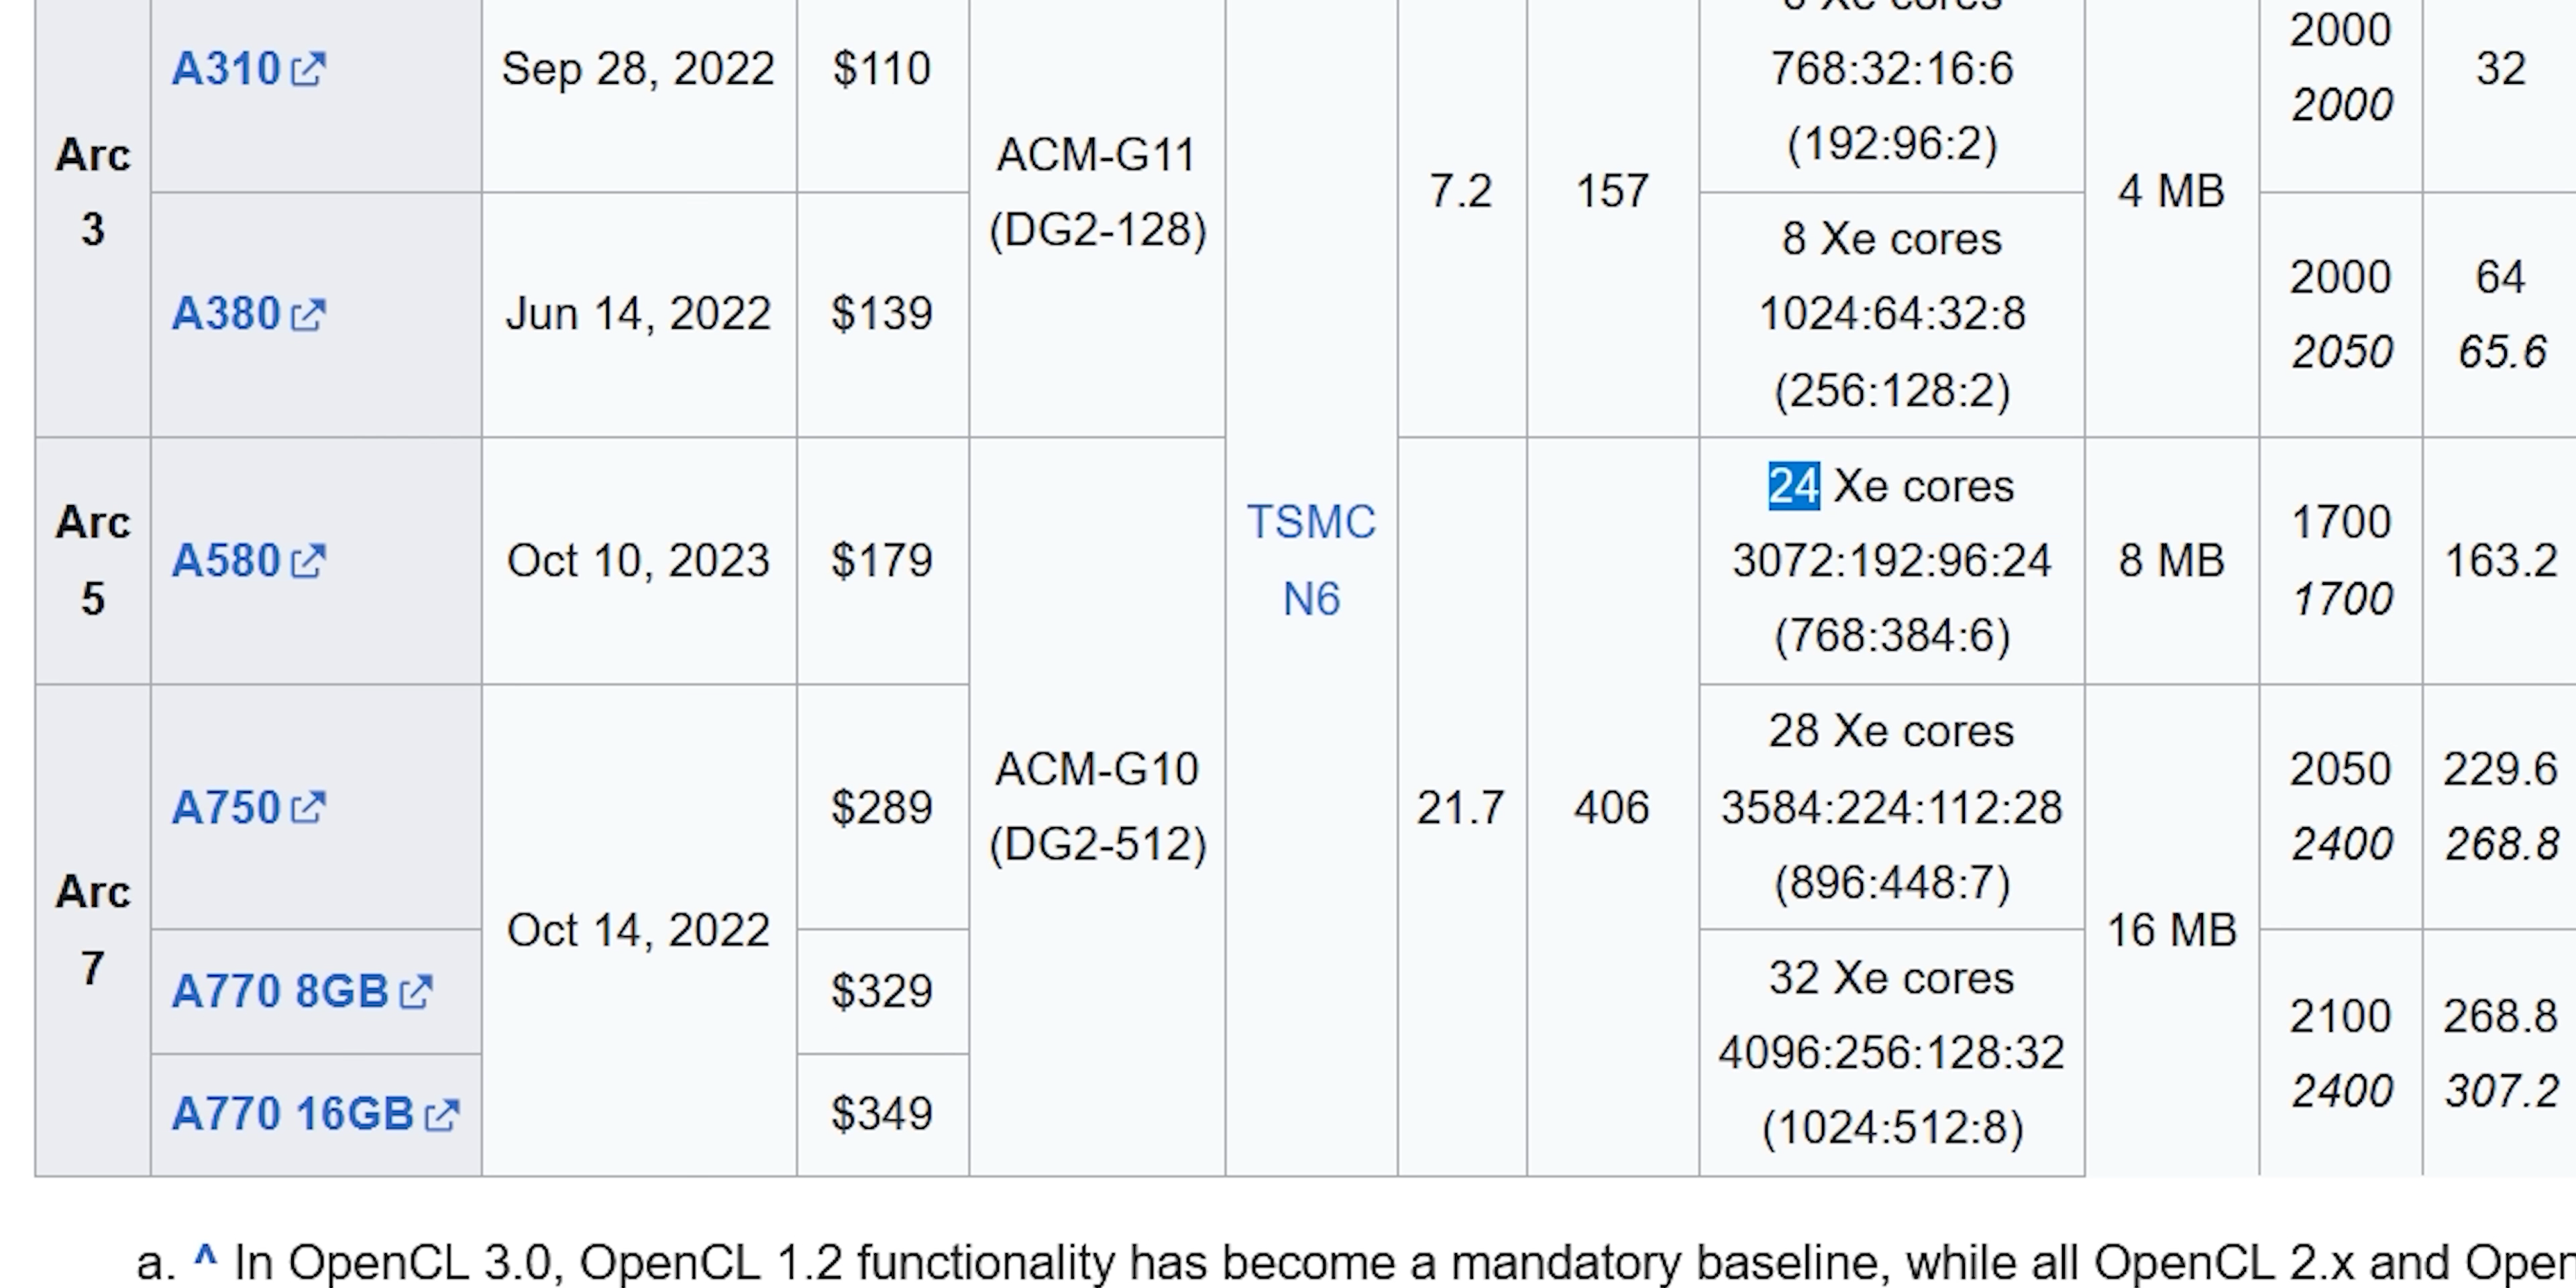 Arc
3
A310
Sep 28, 2022
$110
ACM-G11
(DG2-128)
TSMC
N6
7.2
157
Xe cores
768:32:16:6
(192:96:2)
4 MB
2000
2000
32
A380
Jun 14, 2022
$139
8 Xe cores
1024:64:32:8
(256:128:2)
2000
2050
64
65.6
Arc
5
A580
Oct 10, 2023
$179
ACM-G10
(DG2-512)
21.7
406
24 Xe cores
3072:192:96:24
(768:384:6)
8 MB
1700
1700
163.2
Arc
7
A750
Oct 14, 2022
$289
28 Xe cores
3584:224:112:28
(896:448:7)
16 MB
2050
2400
229.6
268.8
A770 8GB
$329
32 Xe cores
4096:256:128:32
(1024:512:8)
2100
2400
268.8
307.2
A770 16GB
$349
a. ^ In OpenCL 3.0, OpenCL 1.2 functionality has become a mandatory baseline, while all OpenCL 2.x and